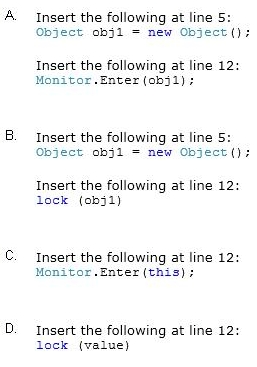 A. Insert the following at line 5:
Object obj1 = new Object();
Insert the following at line 12:
Monitor.Enter(obj1);
B. Insert the following at line 5:
Object obj1 = new Object();
Insert the following at line 12:
lock (obj1)
C. Insert the following at line 12:
Monitor.Enter(this);
D. Insert the following at line 12:
lock (value)